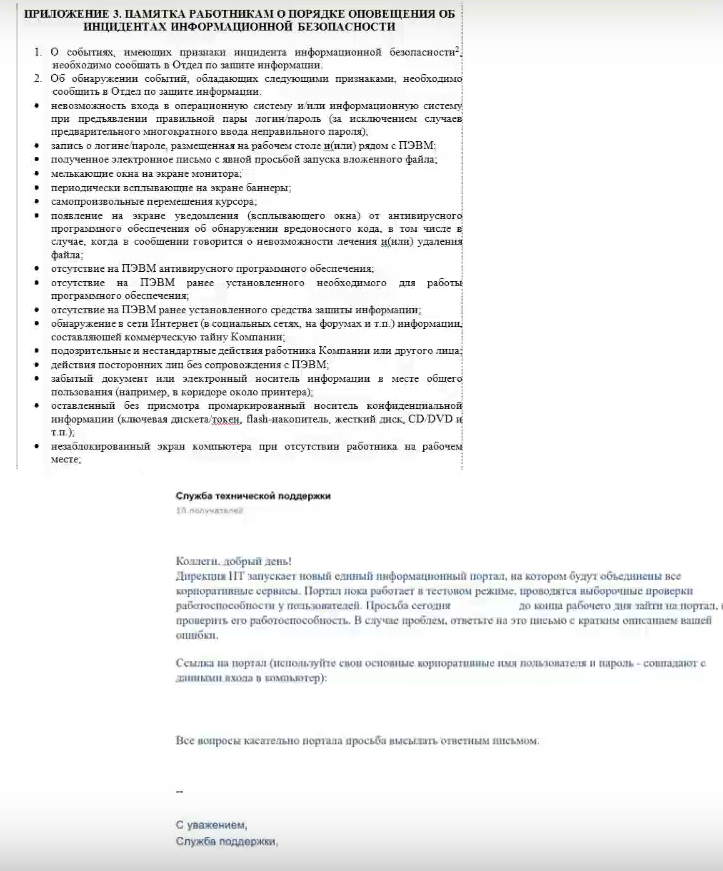 ПРИЛОЖЕНИЕ 3. ПАМЯТКА РАБОТНИКАМ О ПОРЯДКЕ ОПОВЕЩЕНИЯ ОБ
ИНЦИДЕНТАХ ИНФОРМАЦИОННОЙ БЕЗОПАСНОСТИ
1. О событиях, имеющих признаки инцидента информационной безопасности²,
необходимо сообщать в Отдел по защите информации.
2. Об обнаружении событий, обладающих следующими признаками, необходимо
сообщить в Отдел по защите информации.
• невозможность входа в операционную систему и/или информационную систему
при предъявлении правильной пары логин/пароль (за исключением случаев
предварительного многократного ввода неправильного пароля);
• запись о логине/пароле, размещенная на рабочем столе и(или) рядом с ПЭВМ;
• полученное электронное письмо с явной просьбой запуска вложенного файла;
• мелькающие окна на экране монитора;
• периодически всплывающие на экране баннеры;
• самопроизвольные перемещения курсора;
• появление на экране уведомления (всплывающего окна) от антивирусного
программного обеспечения об обнаружении вредоносного кода, в том числе в
случае, когда в сообщении говорится о невозможности лечения и(или) удаления
файла;
• отсутствие на ПЭВМ антивирусного программного обеспечения;
• отсутствие на ПЭВМ ранее установленного необходимого для работы
программного обеспечения;
• отсутствие на ПЭВМ ранее установленного средства защиты информации;
• обнаружение в сети Интернет (в социальных сетях, на форумах и т.п.) информации,
составляющей коммерческую тайну Компании;
• подозрительные и нестандартные действия работника Компании или другого лица;
• действия посторонних лиц без сопровождения с ПЭВМ;
• забытый документ или электронный носитель информации в месте общего
пользования (например, в коридоре около принтера);
• оставленный без присмотра промаркированный носитель конфиденциальной
информации (ключевая дискета/токен, flash-накопитель, жесткий диск, CD/DVD и
т.п.);
• незаблокированный экран компьютера при отсутствии работника на рабочем
месте;
Служба технической поддержки
10 получателей
Коллеги, добрый день!
Дирекция ИТ запускает новый единый информационный портал, на котором будут объединены все
корпоративные сервисы. Портал пока работает в тестовом режиме, проводятся выборочные проверки
работоспособности у пользователей. Просьба сегодня до конца рабочего дня зайти на портал,
проверить его работоспособность. В случае проблем, ответьте на это письмо с кратким описанием вашей
ошибки.
Ссылка на портал (используйте свои основные корпоративные имя пользователя и пароль - совпадают с
данными входа в компьютер):
Все вопросы касательно портала просьба высылать ответным письмом.
--
С уважением,
Служба поддержки,